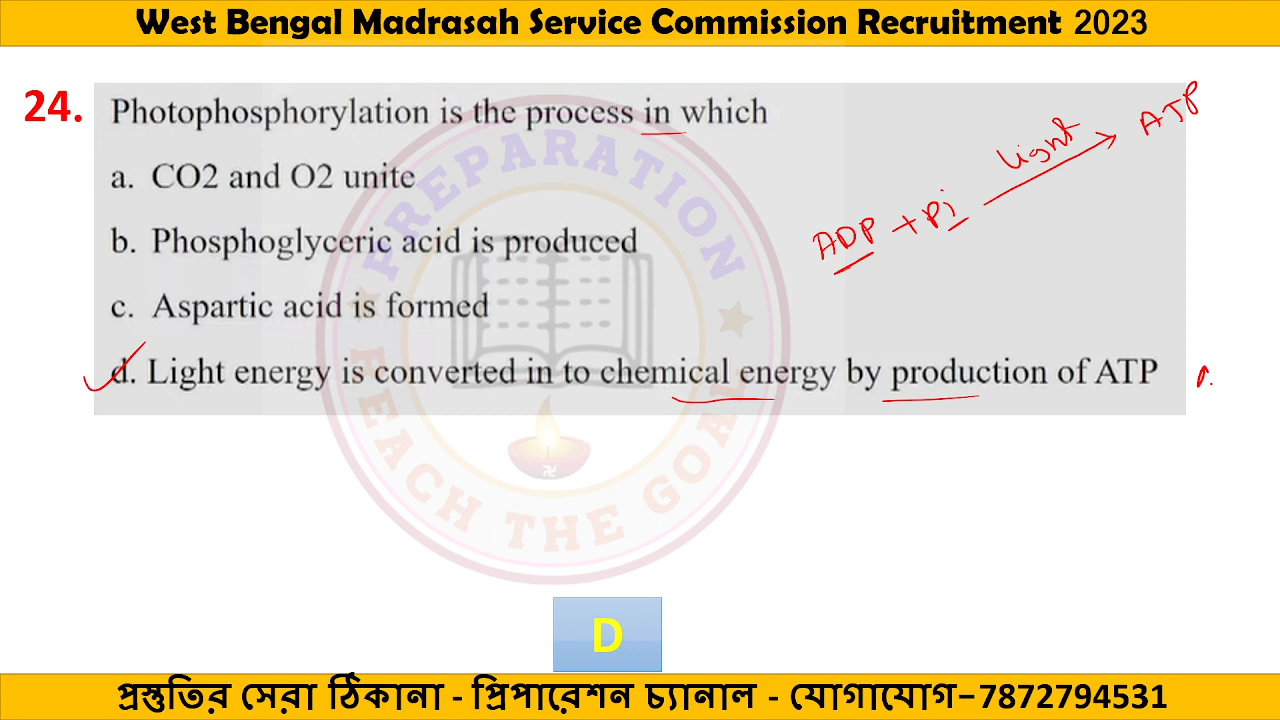 West Bengal Madrasah Service Commission Recruitment 2023
24. Photophosphorylation is the process in which
a. CO2 and O2 unite
b. Phosphoglyceric acid is produced
c. Aspartic acid is formed
d. Light energy is converted in to chemical energy by production of ATP
ADP + Pi light ATP
PREPARATION
REACH THE GOAL
D
প্রস্তুতির সেরা ঠিকানা - প্রিপারেশন চ্যানাল - যোগাযোগ–7872794531